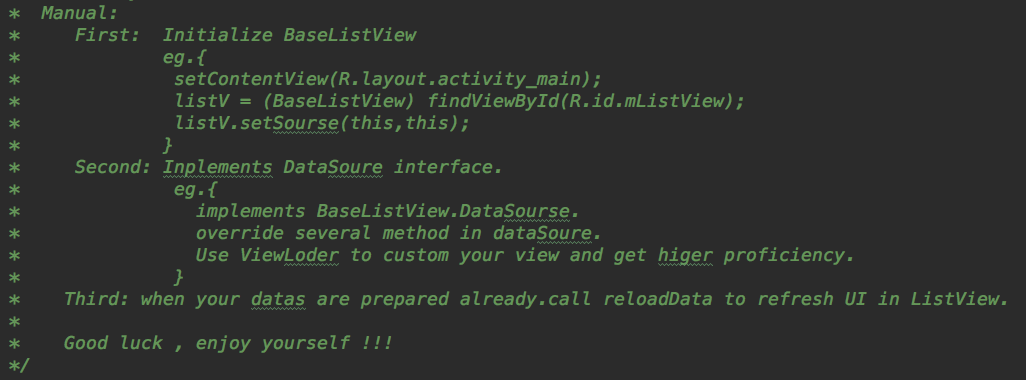 * Manual:
* First: Initialize BaseListView
* eg.{
* setContentView(R.layout.activity_main);
* listV = (BaseListView) findViewById(R.id.mListView);
* listV.setSourse(this,this);
* }
* Second: Inplements DataSoure interface.
* eg.{
* implements BaseListView.DataSourse.
* override several method in dataSoure.
* Use ViewLoder to custom your view and get higer proficiency.
* }
* Third: when your datas are prepared already.call reloadData to refresh UI in ListView.
*
* Good luck , enjoy yourself !!!
*/